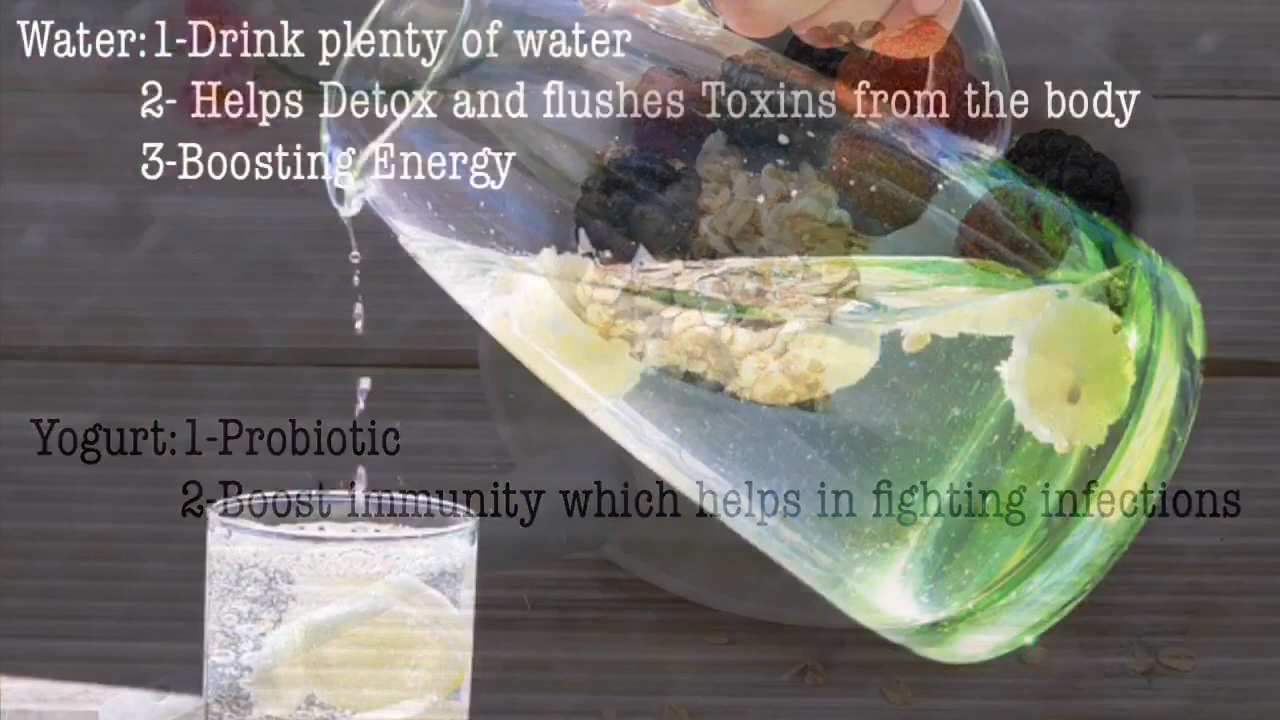 Water:1-Drink plenty of water
2- Helps Detox and flushes Toxins from the body
3-Boosting Energy
Yogurt:1-Probiotic
2-Boost immunity which helps in fighting infections